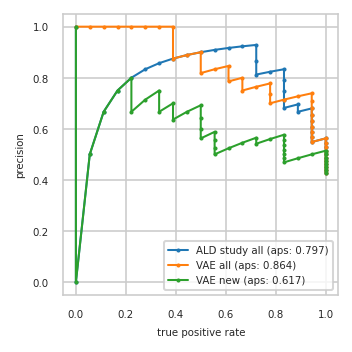 1.0
0.8
0.6
0.4
0.2
0.0
precision
0.0 0.2 0.4 0.6 0.8 1.0
true positive rate
ALD study all (aps: 0.797)
VAE all (aps: 0.864)
VAE new (aps: 0.617)